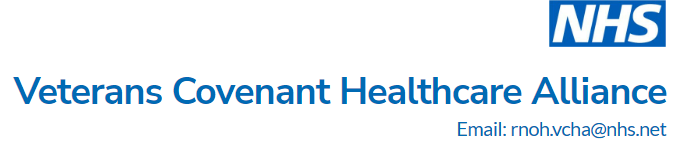 NHS
Veterans Covenant Healthcare Alliance
Email: rnoh.vcha@nhs.net